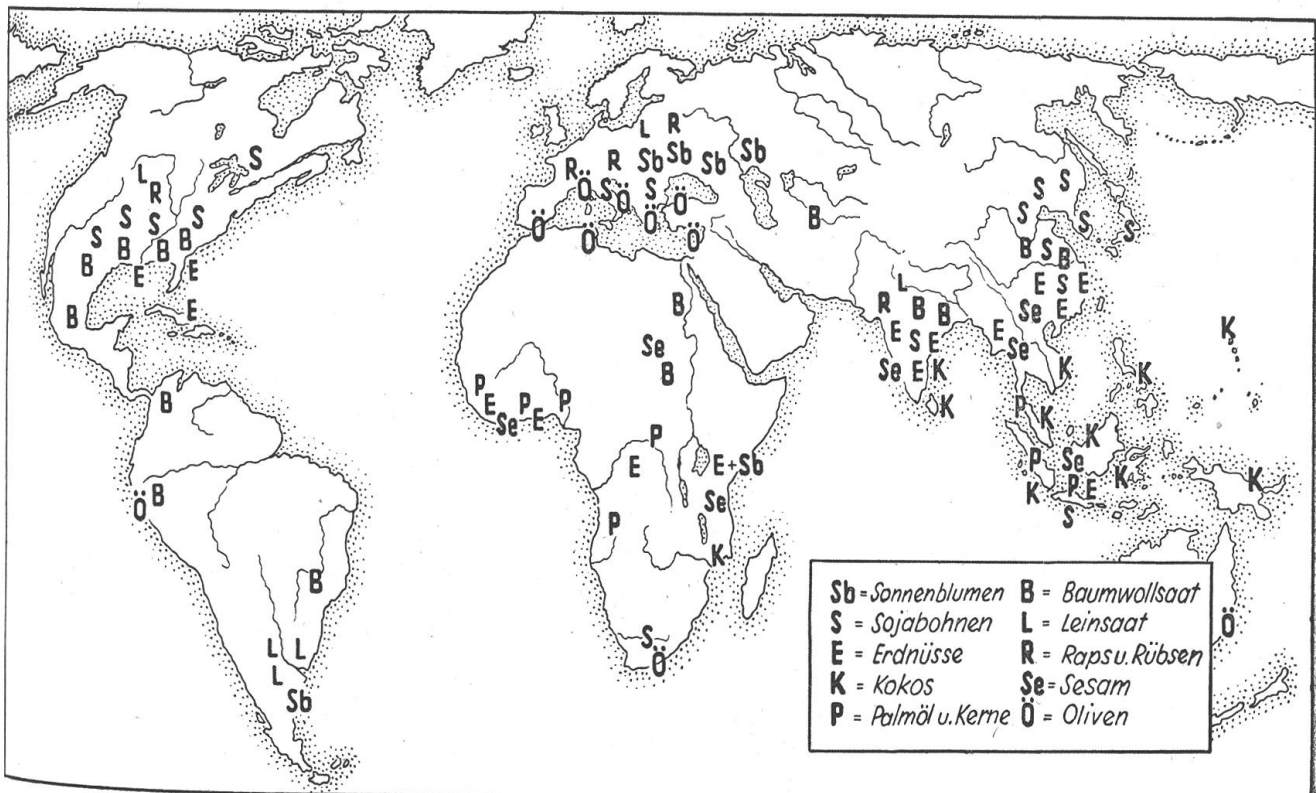 L R
Sb Sb Sb Sb
R R
S
L
R
Ö S Ö S Ö Ö
Ö Ö Ö
S S S
S
B B B B
E E
E
B
B
Ö B
B
L L
L
Sb
B
B
Se
B
P E Se P E P
P
E
E+Sb
Se
P
K
S
Ö
L
R B B
E S E
Se E K
K
S S S S
B S B
E S E
Se E
E
Se
K
K
K
P K
K
P Se
K P E K
K
S
Ö
Sb = Sonnenblumen B = Baumwollsaat
S = Sojabohnen L = Leinsaat
E = Erdnüsse R = Raps u. Rübsen
K = Kokos Se = Sesam
P = Palmöl u. Kerne Ö = Oliven